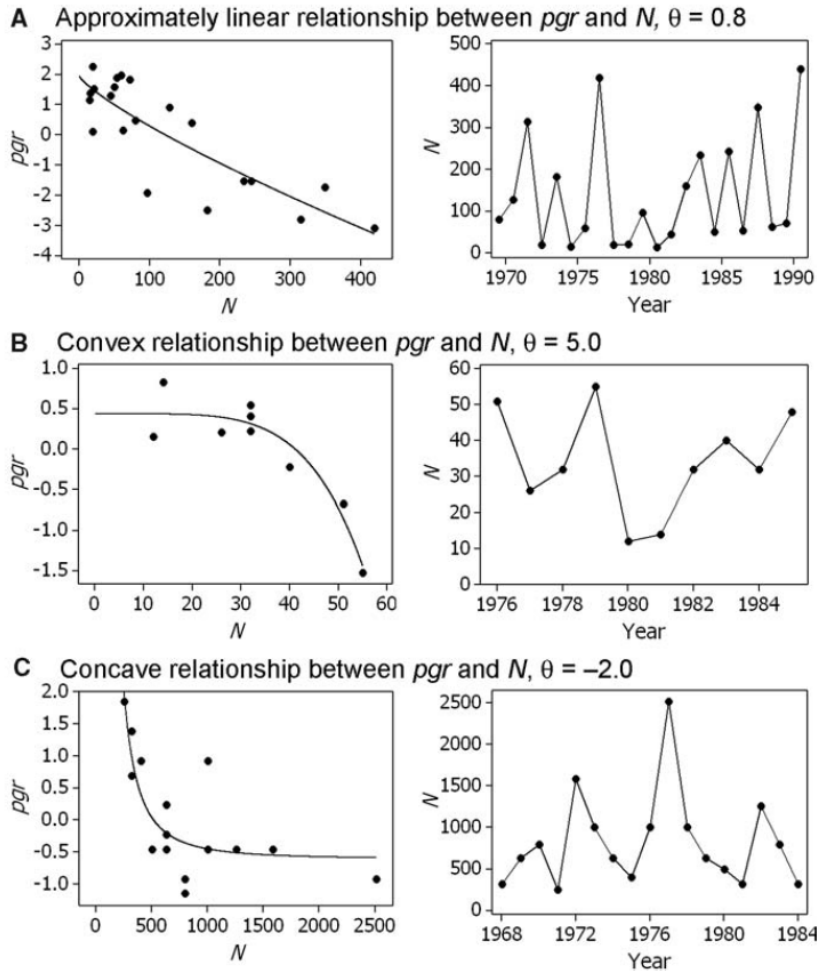 A Approximately linear relationship between pgr and N, θ = 0.8
pgr
2
1
0
-1
-2
-3
-4
0 100 200 300 400
N
N
500
400
300
200
100
0
1970 1975 1980 1985 1990
Year
B Convex relationship between pgr and N, θ = 5.0
pgr
1.0
0.5
0.0
-0.5
-1.0
-1.5
0 10 20 30 40 50 60
N
N
60
50
40
30
20
10
0
1976 1978 1980 1982 1984
Year
C Concave relationship between pgr and N, θ = –2.0
pgr
2.0
1.5
1.0
0.5
0.0
-0.5
-1.0
0 500 1000 1500 2000 2500
N
N
2500
2000
1500
1000
500
0
1968 1972 1976 1980 1984
Year